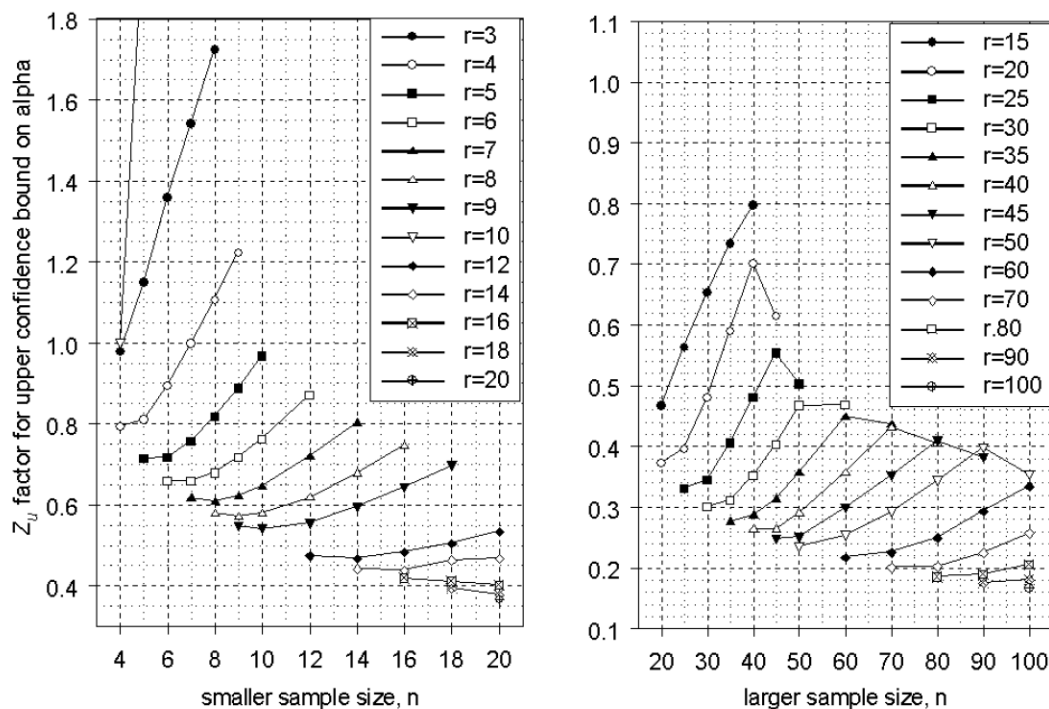 Z_u factor for upper confidence bound on alpha
1.8
1.6
1.4
1.2
1.0
0.8
0.6
0.4
4 6 8 10 12 14 16 18 20
smaller sample size, n
r=3
r=4
r=5
r=6
r=7
r=8
r=9
r=10
r=12
r=14
r=16
r=18
r=20
1.1
1.0
0.9
0.8
0.7
0.6
0.5
0.4
0.3
0.2
0.1
20 30 40 50 60 70 80 90 100
larger sample size, n
r=15
r=20
r=25
r=30
r=35
r=40
r=45
r=50
r=60
r=70
r.80
r=90
r=100